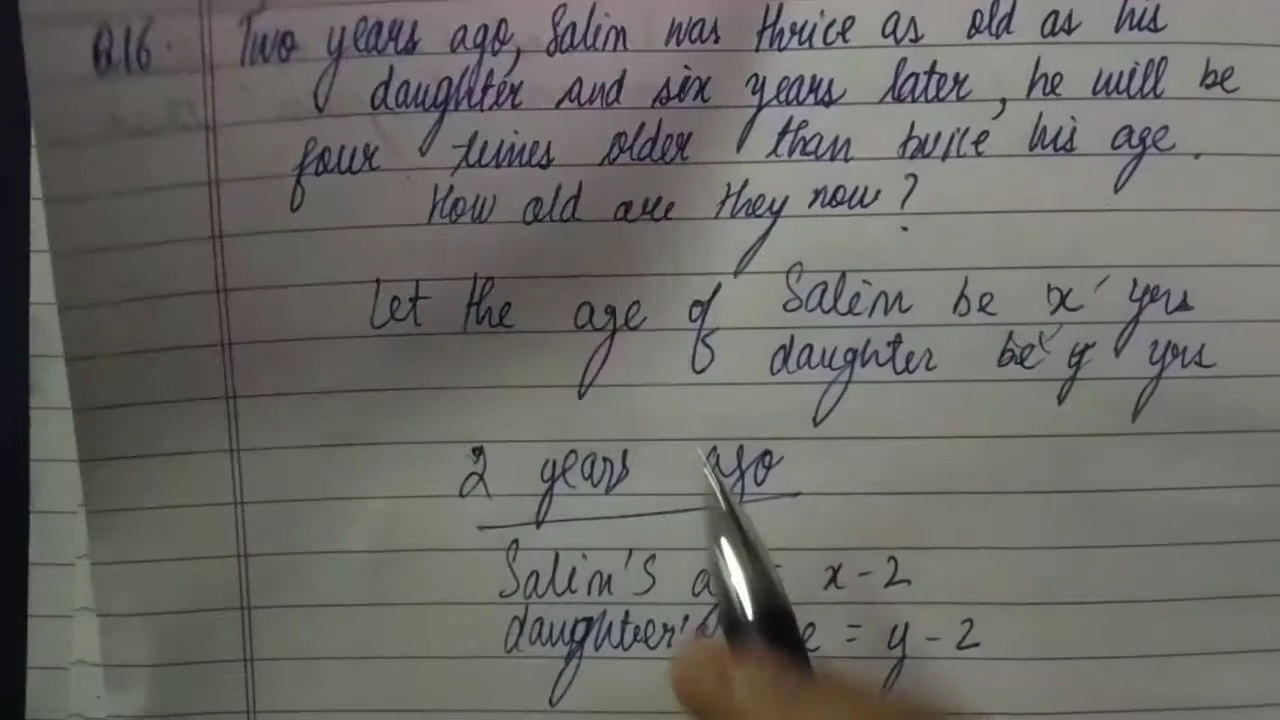 Q.16. Two years ago, Salim was thrice as old as his
daughter and six years later, he will be
four times older than twice his age.
How old are they now?
Let the age of Salim be x yrs
daughter be y yrs
2 years ago
Salim's x - 2
daughter's = y - 2